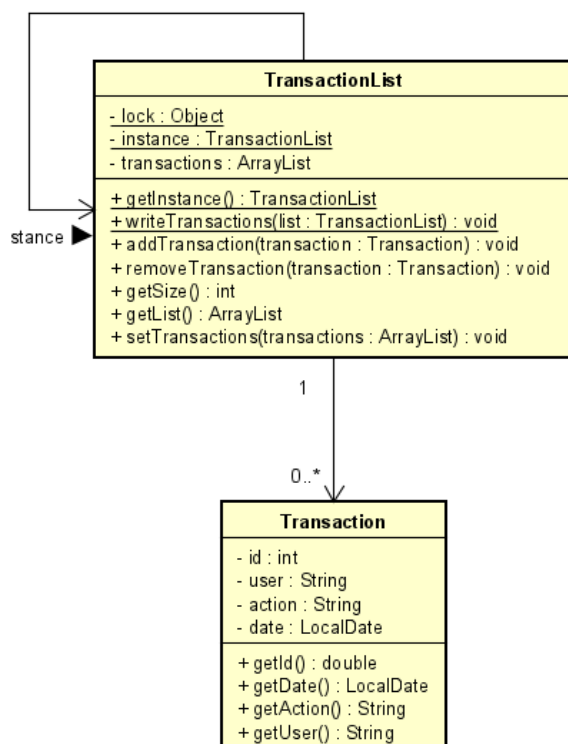 TransactionList
- lock : Object
- instance : TransactionList
- transactions : ArrayList
+ getInstance() : TransactionList
+ writeTransactions(list : TransactionList) : void
+ addTransaction(transaction : Transaction) : void
+ removeTransaction(transaction : Transaction) : void
+ getSize() : int
+ getList() : ArrayList
+ setTransactions(transactions : ArrayList) : void
stance
1
0..*
Transaction
- id : int
- user : String
- action : String
- date : LocalDate
+ getId() : double
+ getDate() : LocalDate
+ getAction() : String
+ getUser() : String